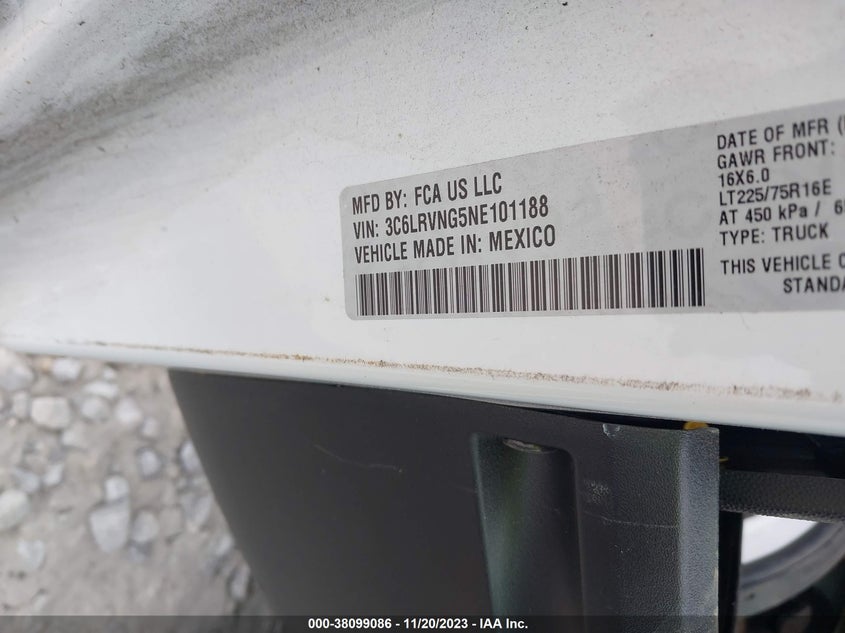 MFD BY: FCA US LLC
VIN: 3C6LRVNG5NE101188
VEHICLE MADE IN: MEXICO
DATE OF MFR
GAWR FRONT:
16X6.0
LT225/75R16E
AT 450 kPa /
TYPE: TRUCK
THIS VEHICLE
000-38099086 - 11/20/2023 - IAA Inc.